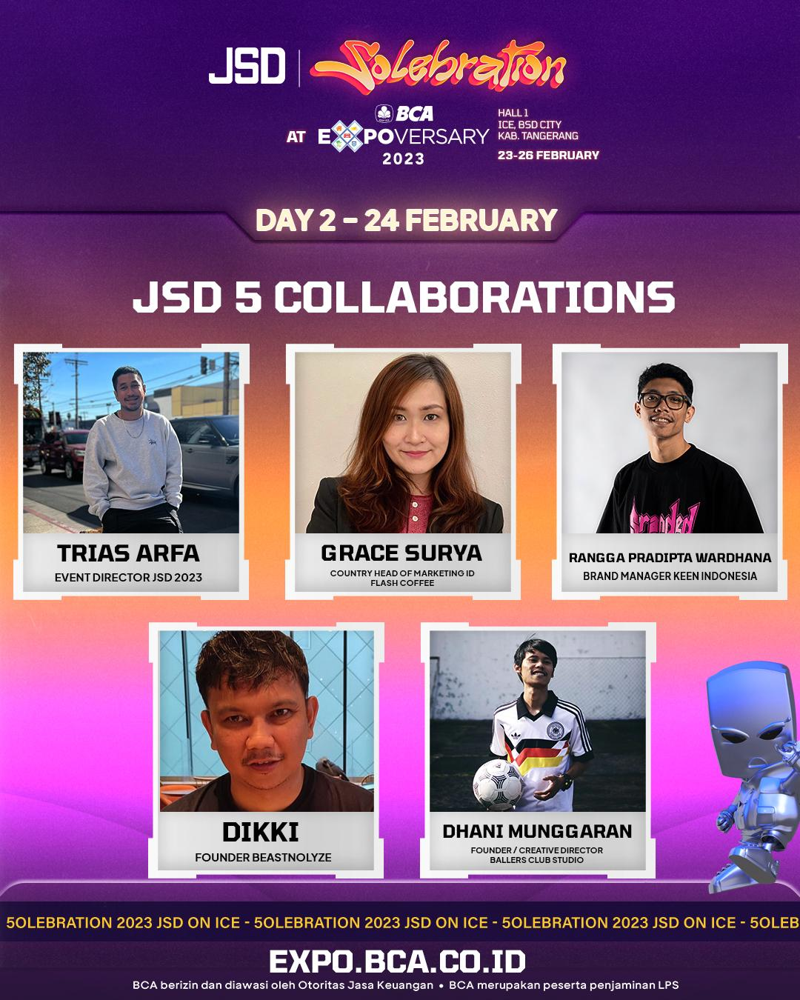 JSD | 5olebration
BCA
AT EXPOVERSARY
2023
HALL 1
ICE, BSD CITY
KAB. TANGERANG
23-26 FEBRUARY
DAY 2 – 24 FEBRUARY
JSD 5 COLLABORATIONS
TRIAS ARFA
EVENT DIRECTOR JSD 2023
GRACE SURYA
COUNTRY HEAD OF MARKETING ID
FLASH COFFEE
RANGGA PRADIPTA WARDHANA
BRAND MANAGER KEEN INDONESIA
DIKKI
FOUNDER BEASTNOLYZE
DHANI MUNGGARAN
FOUNDER / CREATIVE DIRECTOR
BALLERS CLUB STUDIO
5OLEBRATION 2023 JSD ON ICE - 5OLEBRATION 2023 JSD ON ICE - 5OLEBRATION 2023 JSD ON ICE - 5OLEB
EXPO.BCA.CO.ID
BCA berizin dan diawasi oleh Otoritas Jasa Keuangan • BCA merupakan peserta penjaminan LPS